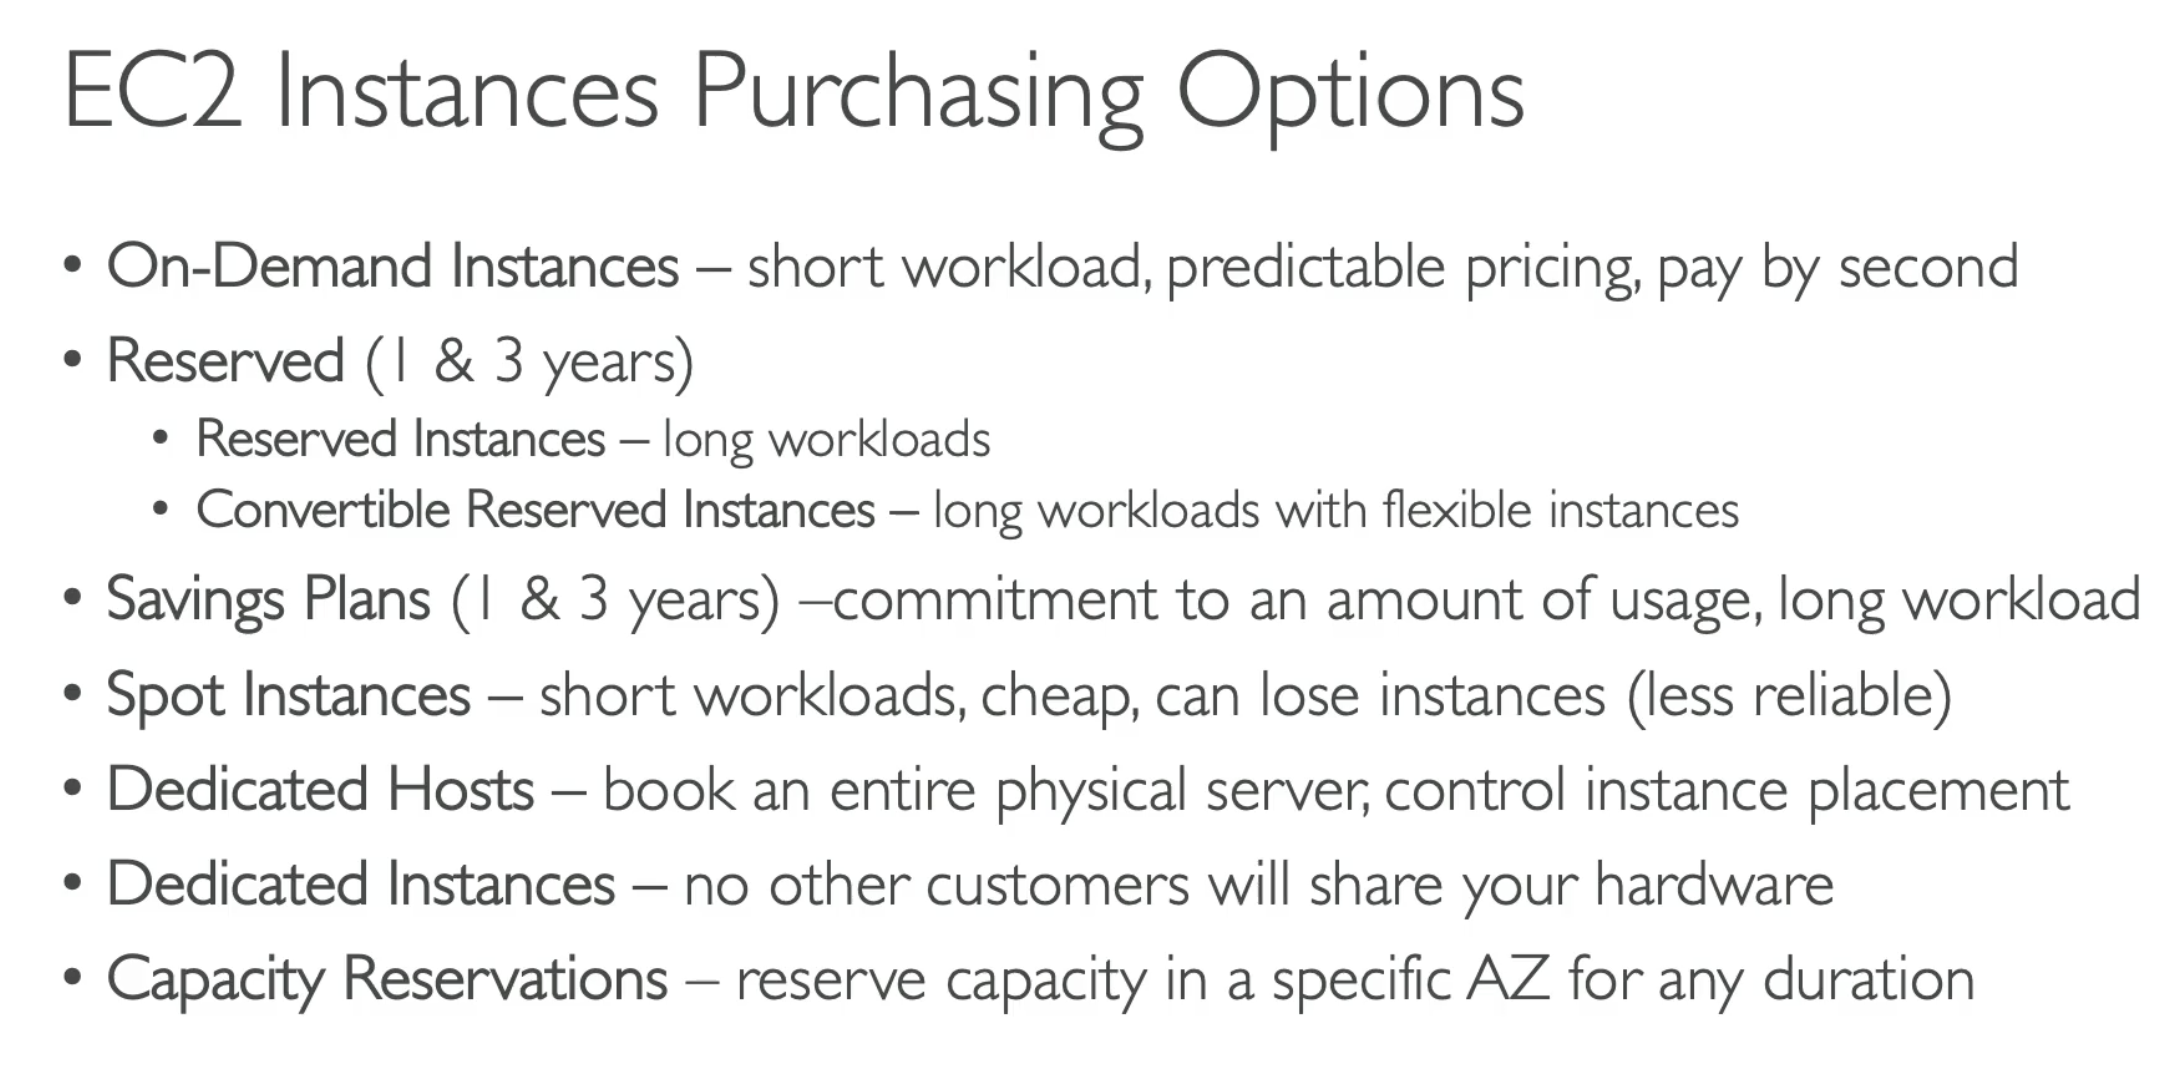 EC2 Instances Purchasing Options
• On-Demand Instances – short workload, predictable pricing, pay by second
• Reserved (1 & 3 years)
• Reserved Instances – long workloads
• Convertible Reserved Instances – long workloads with flexible instances
• Savings Plans (1 & 3 years) –commitment to an amount of usage, long workload
• Spot Instances – short workloads, cheap, can lose instances (less reliable)
• Dedicated Hosts – book an entire physical server, control instance placement
• Dedicated Instances – no other customers will share your hardware
• Capacity Reservations – reserve capacity in a specific AZ for any duration